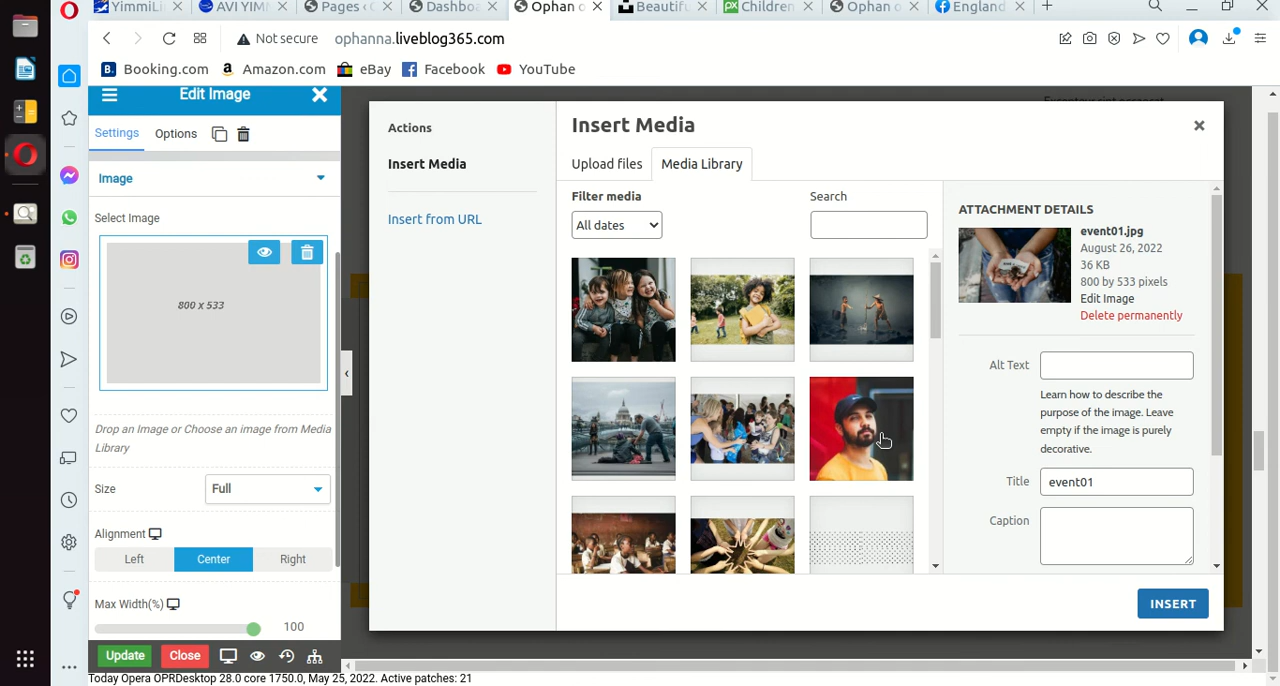 YimmiLi
AVI YIMN
Pages ‹
Dashboa
Ophan o
Beautifu
Children
Ophan o
England
Not secure
ophanna.liveblog365.com
Booking.com
Amazon.com
eBay
Facebook
YouTube
Edit Image
Settings
Options
Image
Select Image
800 x 533
Drop an Image or Choose an image from Media
Library
Size
Full
Alignment
Left
Center
Right
Max Width(%)
100
Update
Close
Actions
Insert Media
Insert from URL
Insert Media
Upload files
Media Library
Filter media
All dates
Search
ATTACHMENT DETAILS
event01.jpg
August 26, 2022
36 KB
800 by 533 pixels
Edit Image
Delete permanently
Alt Text
Learn how to describe the
purpose of the image. Leave
empty if the image is purely
decorative.
Title
event01
Caption
INSERT
Today Opera OPRDesktop 28.0 core 1750.0, May 25, 2022. Active patches: 21